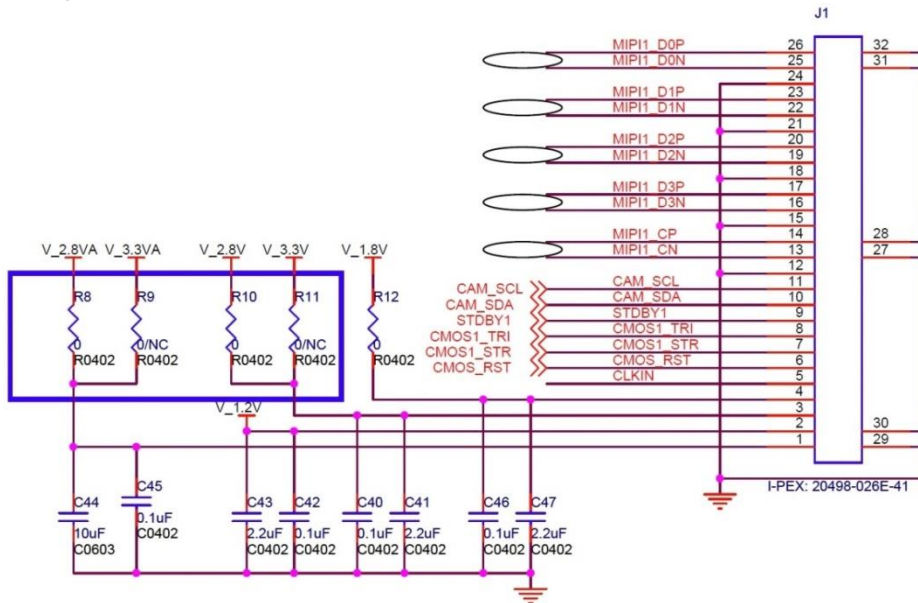 J1
MIPI1_D0P 26 32
MIPI1_D0N 25 31
24
MIPI1_D1P 23
MIPI1_D1N 22
21
MIPI1_D2P 20
MIPI1_D2N 19
18
MIPI1_D3P 17
MIPI1_D3N 16
15
MIPI1_CP 14 28
MIPI1_CN 13 27
12
CAM_SCL CAM_SCL 11
CAM_SDA CAM_SDA 10
STDBY1 STDBY1 9
CMOS1_TRI CMOS1_TRI 8
CMOS1_STR CMOS1_STR 7
CMOS_RST CMOS_RST 6
CLKIN 5
4
3
2 30
1 29
I-PEX: 20498-026E-41
V_2.8VA V_3.3VA V_2.8V V_3.3V V_1.8V
R8 R9 R10 R11 R12
0 0/NC 0 0/NC 0
R0402 R0402 R0402 R0402 R0402
V_1.2V
C44 C45 C43 C42 C40 C41 C46 C47
10uF 0.1uF 2.2uF 0.1uF 0.1uF 2.2uF 0.1uF 2.2uF
C0603 C0402 C0402 C0402 C0402 C0402 C0402 C0402